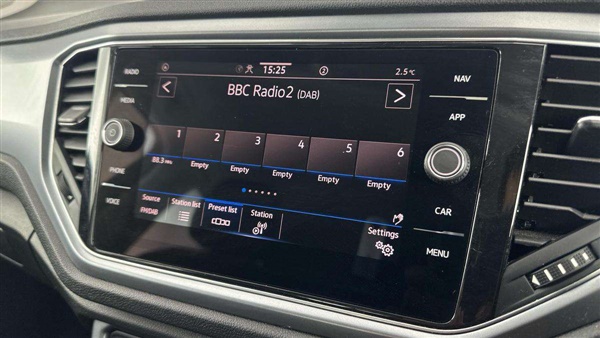 RADIO
MEDIA
PHONE
VOICE
15:25
2
2.5°C
<
BBC Radio2 (DAB)
>
1 2 3 4 5 6
88.3 MHz Empty Empty Empty Empty Empty
Source Station list Preset list Station
FM/DAB
Settings
NAV
APP
CAR
MENU